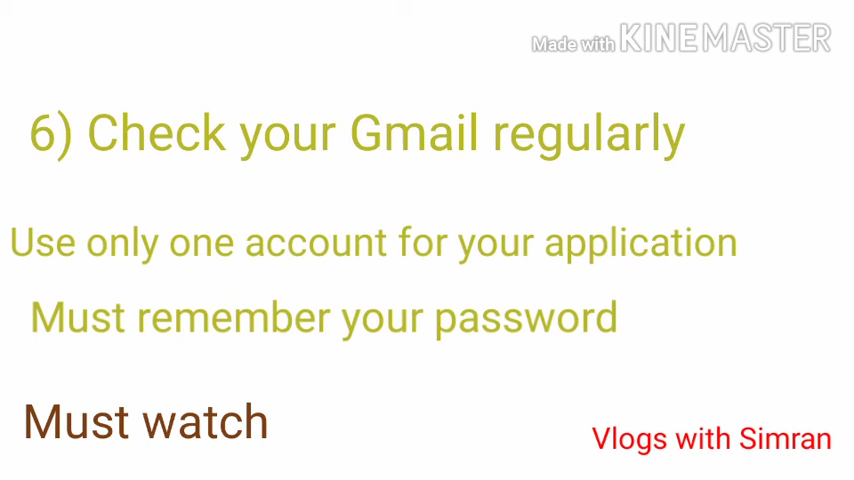 Made with KINEMASTER
6) Check your Gmail regularly
Use only one account for your application
Must remember your password
Must watch
Vlogs with Simran